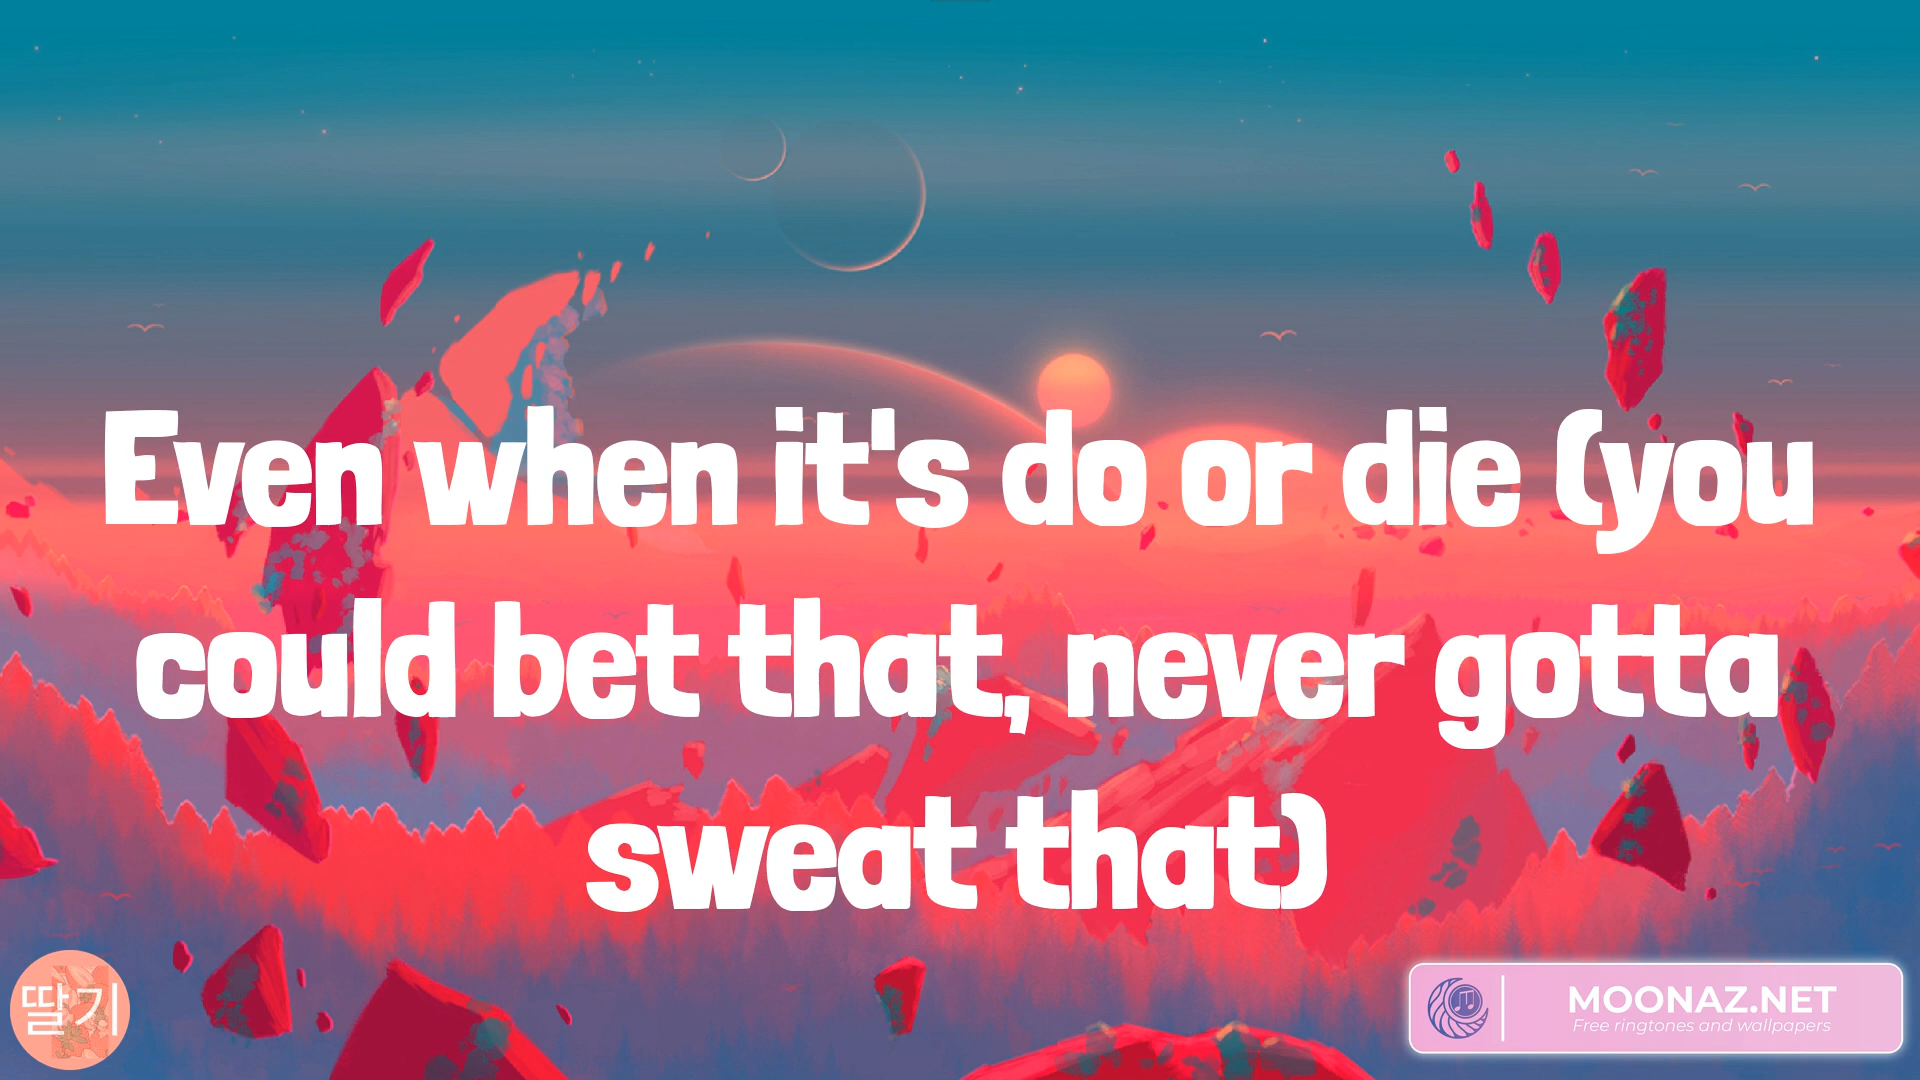 Even when it's do or die (you
could bet that, never gotta
sweat that)
딸기
MOONAZ.NET
Free ringtones and wallpapers